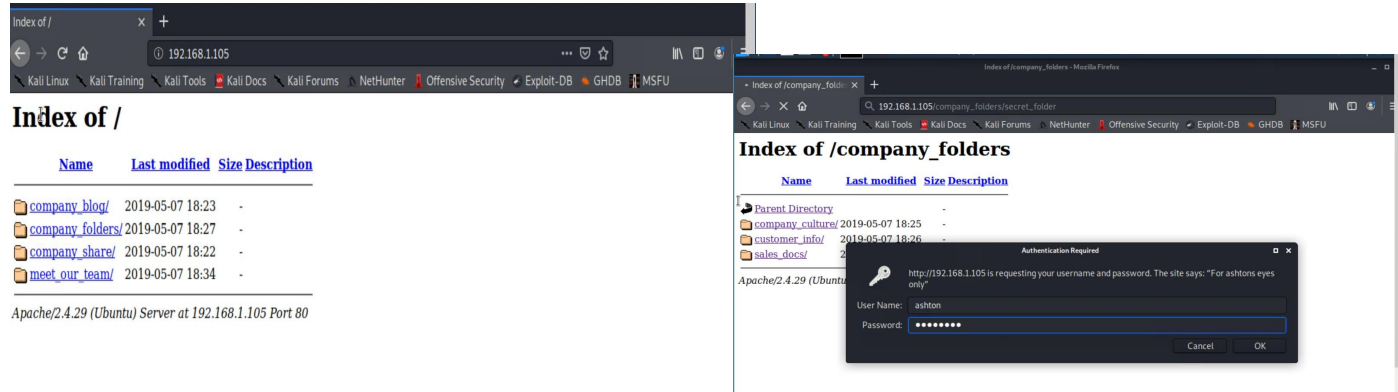 Index of /
192.168.1.105
Kali Linux Kali Training Kali Tools Kali Docs Kali Forums NetHunter Offensive Security Exploit-DB GHDB MSFU
Index of /
Name Last modified Size Description
company_blog/ 2019-05-07 18:23 -
company_folders/ 2019-05-07 18:27 -
company_share/ 2019-05-07 18:22 -
meet_our_team/ 2019-05-07 18:34 -
Apache/2.4.29 (Ubuntu) Server at 192.168.1.105 Port 80
Index of /company_folders - Mozilla Firefox
Index of /company_folde
192.168.1.105/company_folders/secret_folder
Kali Linux Kali Training Kali Tools Kali Docs Kali Forums NetHunter Offensive Security Exploit-DB GHDB MSFU
Index of /company_folders
Name Last modified Size Description
Parent Directory -
company_culture/ 2019-05-07 18:25 -
customer_info/ 2019-05-07 18:26 -
sales_docs/ 2
Apache/2.4.29 (Ubuntu
Authentication Required
http://192.168.1.105 is requesting your username and password. The site says: "For ashtons eyes
only"
User Name: ashton
Password: ••••••••
Cancel OK